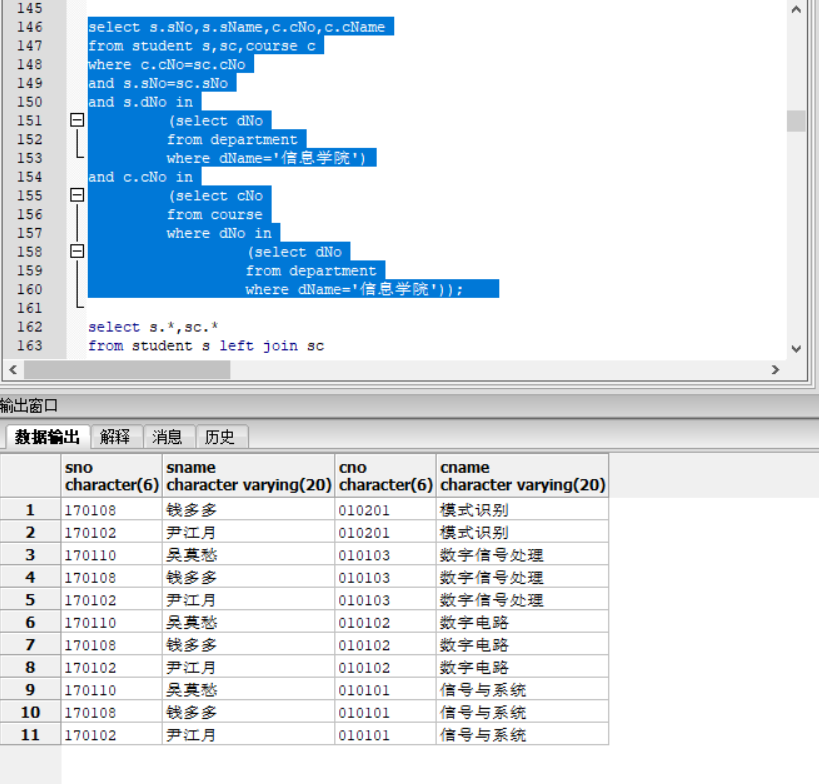 145
146 select s.sNo,s.sName,c.cNo,c.cName
147 from student s,sc,course c
148 where c.cNo=sc.cNo
149 and s.sNo=sc.sNo
150 and s.dNo in
151 (select dNo
152 from department
153 where dName='信息学院')
154 and c.cNo in
155 (select cNo
156 from course
157 where dNo in
158 (select dNo
159 from department
160 where dName='信息学院'));
161
162 select s.*,sc.*
163 from student s left join sc
输出窗口
数据输出 解释 消息 历史
sno sname cno cname
character(6) character varying(20) character(6) character varying(20)
1 170108 钱多多 010201 模式识别
2 170102 尹江月 010201 模式识别
3 170110 吴莫愁 010103 数字信号处理
4 170108 钱多多 010103 数字信号处理
5 170102 尹江月 010103 数字信号处理
6 170110 吴莫愁 010102 数字电路
7 170108 钱多多 010102 数字电路
8 170102 尹江月 010102 数字电路
9 170110 吴莫愁 010101 信号与系统
10 170108 钱多多 010101 信号与系统
11 170102 尹江月 010101 信号与系统